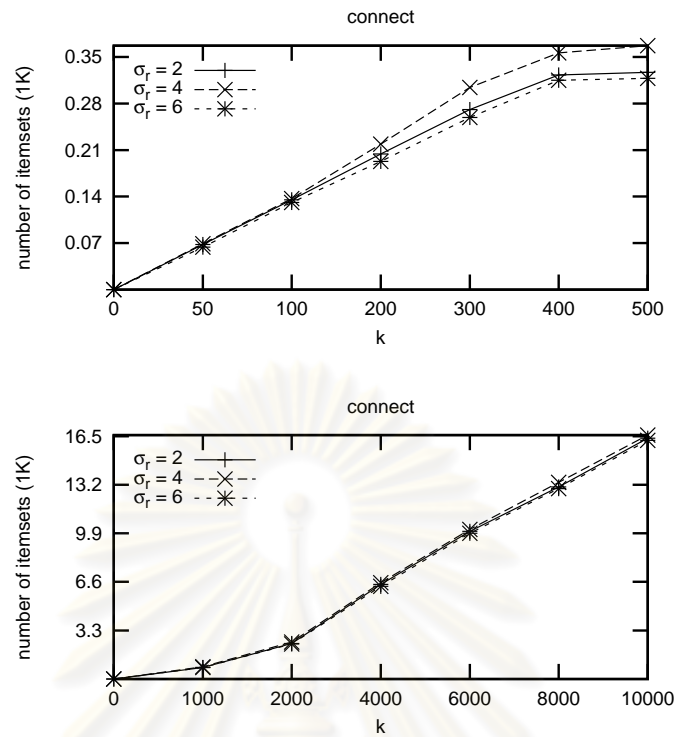 connect
number of itemsets (1K)
0.35
0.28
0.21
0.14
0.07
σr = 2
σr = 4
σr = 6
0 50 100 200 300 400 500
k
connect
number of itemsets (1K)
16.5
13.2
9.9
6.6
3.3
σr = 2
σr = 4
σr = 6
0 1000 2000 4000 6000 8000 10000
k